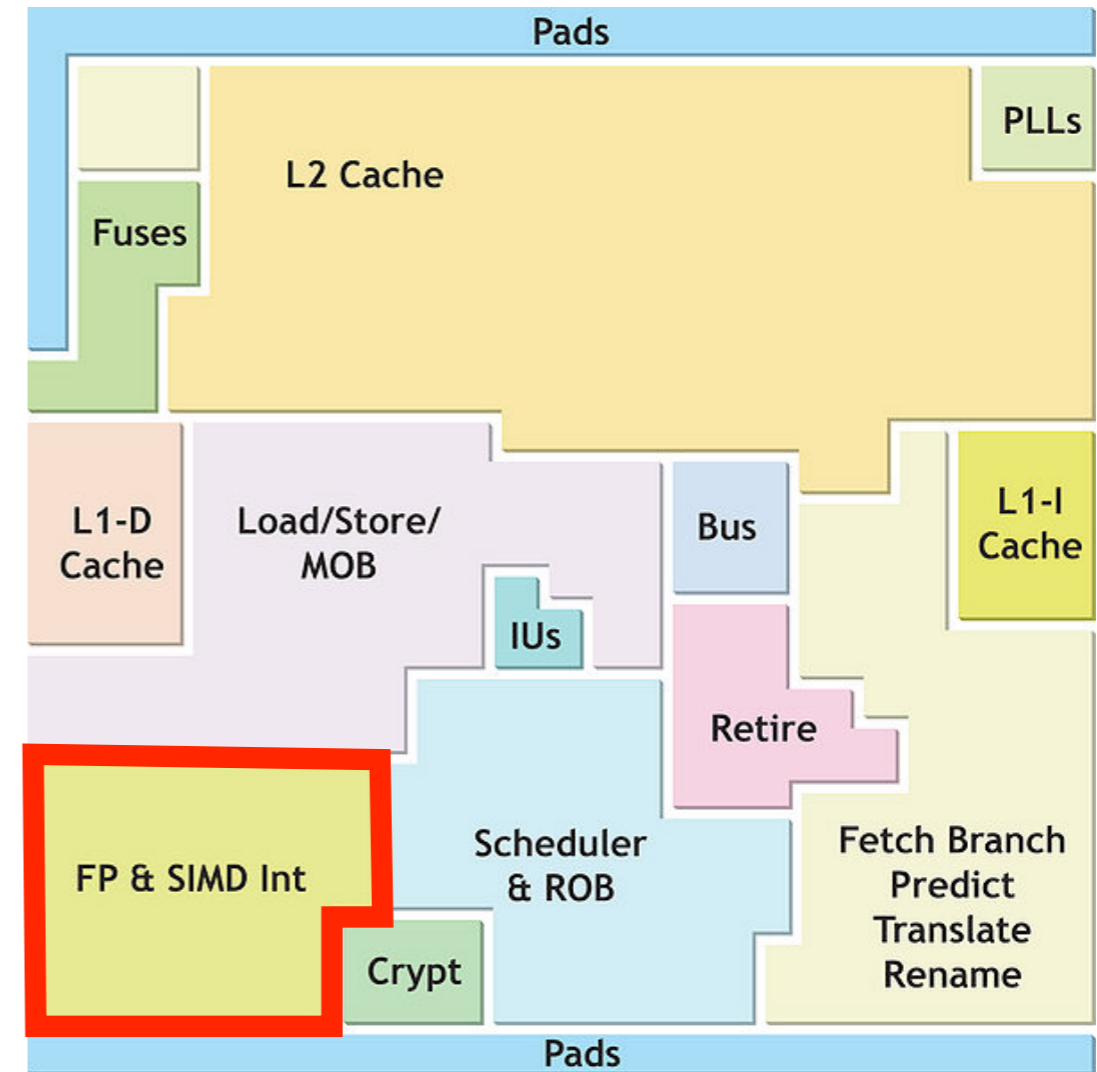 Pads
PLLs
L2 Cache
Fuses
L1-D
Cache
Load/Store/
MOB
Bus
L1-I
Cache
IUs
Retire
FP & SIMD Int
Scheduler
& ROB
Fetch Branch
Predict
Translate
Rename
Crypt
Pads